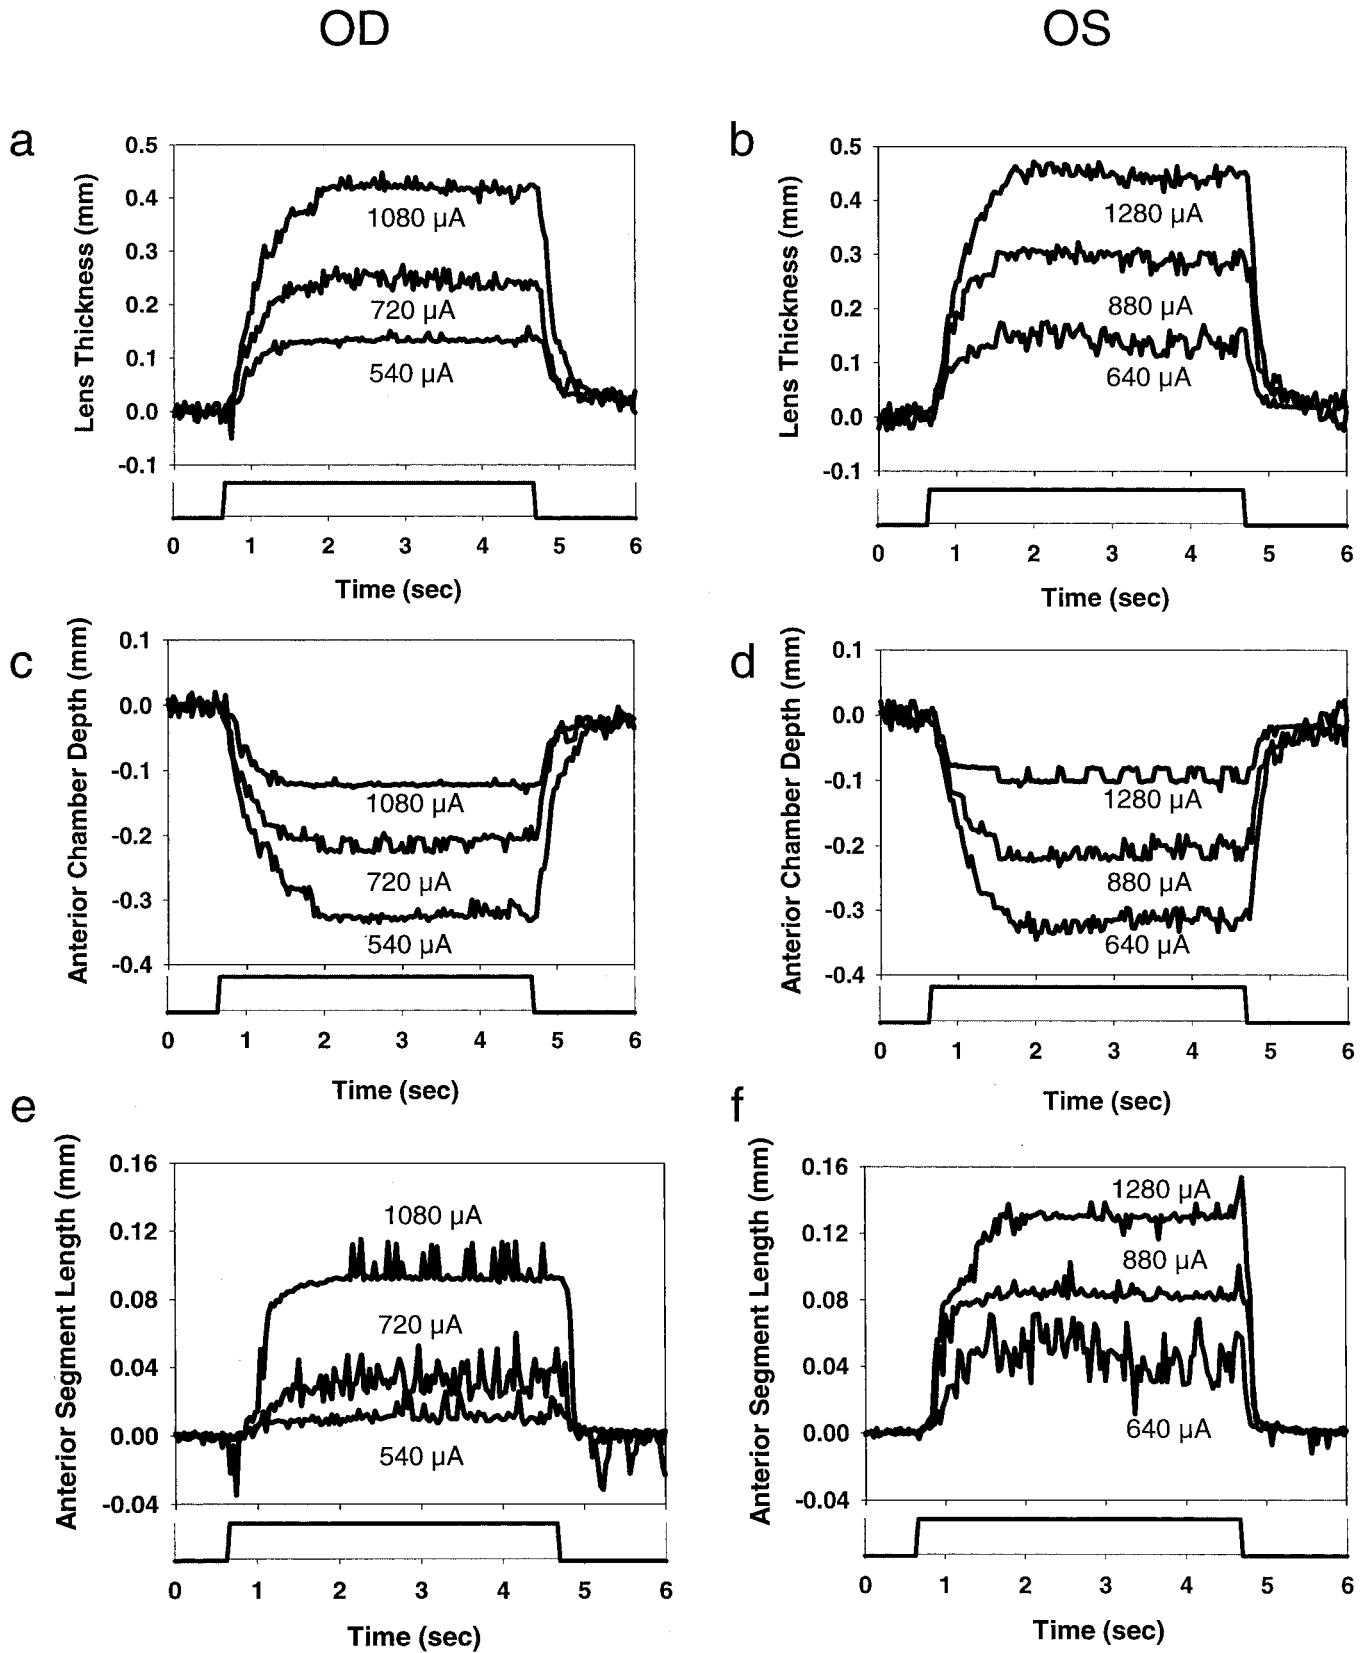 OD
OS
a
Lens Thickness (mm)
0.5
0.4
0.3
0.2
0.1
0.0
-0.1
1080 µA
720 µA
540 µA
0 1 2 3 4 5 6
Time (sec)
b
Lens Thickness (mm)
0.5
0.4
0.3
0.2
0.1
0.0
-0.1
1280 µA
880 µA
640 µA
0 1 2 3 4 5 6
Time (sec)
c
Anterior Chamber Depth (mm)
0.1
0.0
-0.1
-0.2
-0.3
-0.4
1080 µA
720 µA
540 µA
0 1 2 3 4 5 6
Time (sec)
d
Anterior Chamber Depth (mm)
0.1
0.0
-0.1
-0.2
-0.3
-0.4
1280 µA
880 µA
640 µA
0 1 2 3 4 5 6
Time (sec)
e
Anterior Segment Length (mm)
0.16
0.12
0.08
0.04
0.00
-0.04
1080 µA
720 µA
540 µA
0 1 2 3 4 5 6
Time (sec)
f
Anterior Segment Length (mm)
0.16
0.12
0.08
0.04
0.00
-0.04
1280 µA
880 µA
640 µA
0 1 2 3 4 5 6
Time (sec)